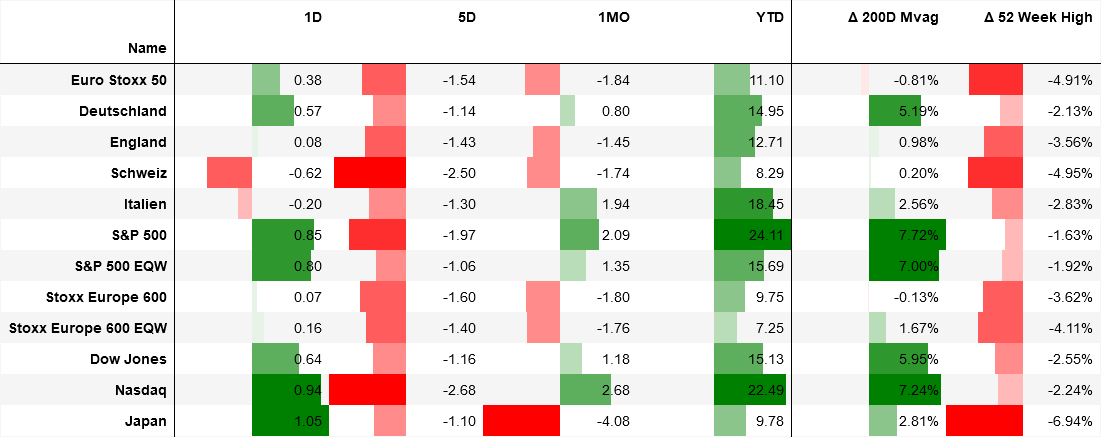 1D 5D 1MO YTD Δ 200D Mvag Δ 52 Week High
Name
Euro Stoxx 50 0.38 -1.54 -1.84 11.10 -0.81% -4.91%
Deutschland 0.57 -1.14 0.80 14.95 5.19% -2.13%
England 0.08 -1.43 -1.45 12.71 0.98% -3.56%
Schweiz -0.62 -2.50 -1.74 8.29 0.20% -4.95%
Italien -0.20 -1.30 1.94 18.45 2.56% -2.83%
S&P 500 0.85 -1.97 2.09 24.11 7.72% -1.63%
S&P 500 EQW 0.80 -1.06 1.35 15.69 7.00% -1.92%
Stoxx Europe 600 0.07 -1.60 -1.80 9.75 -0.13% -3.62%
Stoxx Europe 600 EQW 0.16 -1.40 -1.76 7.25 1.67% -4.11%
Dow Jones 0.64 -1.16 1.18 15.13 5.95% -2.55%
Nasdaq 0.94 -2.68 2.68 22.49 7.24% -2.24%
Japan 1.05 -1.10 -4.08 9.78 2.81% -6.94%